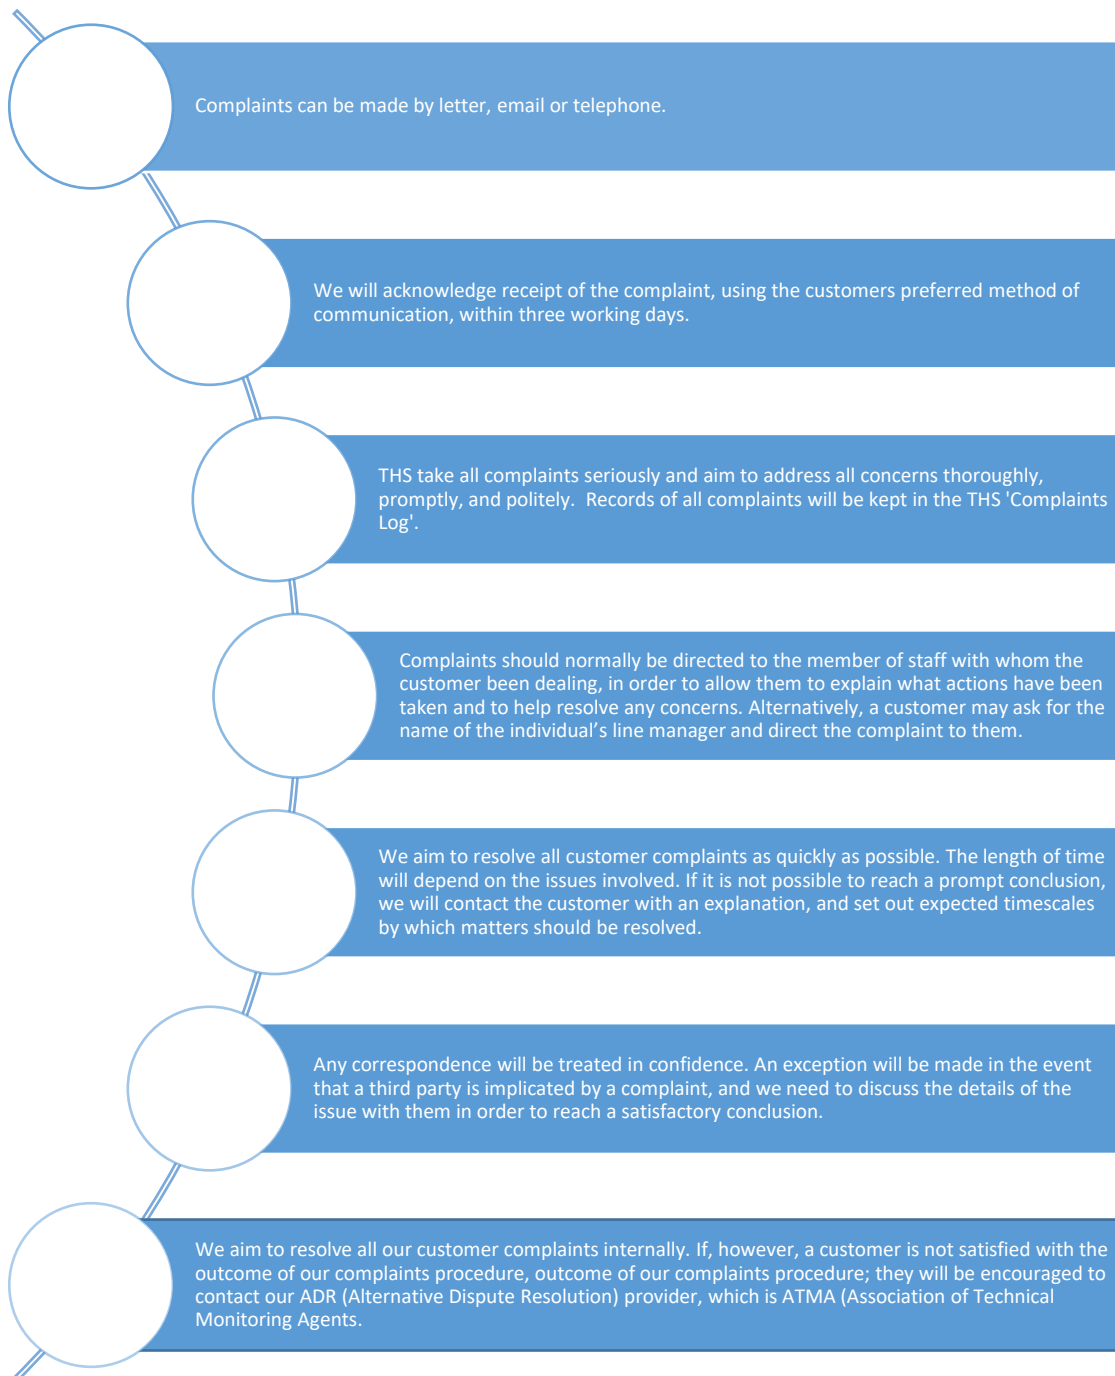 Complaints can be made by letter, email or telephone.
We will acknowledge receipt of the complaint, using the customers preferred method of
communication, within three working days.
THS take all complaints seriously and aim to address all concerns thoroughly,
promptly, and politely.  Records of all complaints will be kept in the THS 'Complaints
Log'.
Complaints should normally be directed to the member of staff with whom the
customer been dealing, in order to allow them to explain what actions have been
taken and to help resolve any concerns. Alternatively, a customer may ask for the
name of the individual’s line manager and direct the complaint to them.
We aim to resolve all customer complaints as quickly as possible. The length of time
will depend on the issues involved. If it is not possible to reach a prompt conclusion,
we will contact the customer with an explanation, and set out expected timescales
by which matters should be resolved.
Any correspondence will be treated in confidence. An exception will be made in the event
that a third party is implicated by a complaint, and we need to discuss the details of the
issue with them in order to reach a satisfactory conclusion.
We aim to resolve all our customer complaints internally. If, however, a customer is not satisfied with the
outcome of our complaints procedure, outcome of our complaints procedure; they will be encouraged to
contact our ADR (Alternative Dispute Resolution) provider, which is ATMA (Association of Technical
Monitoring Agents.